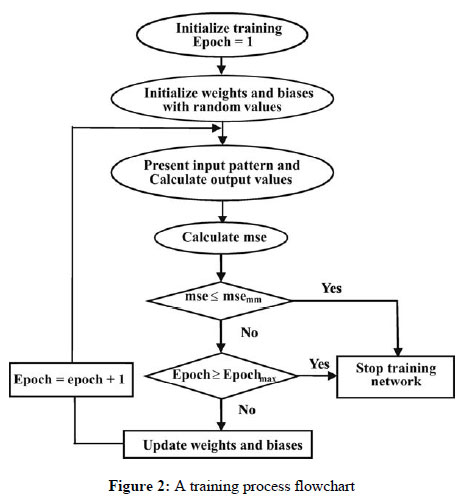 Initialize training
Epoch = 1
Initialize weights and biases
with random values
Present input pattern and
Calculate output values
Calculate mse
mse ≤ msemm
Yes
No
Epoch ≥ Epochmax
Yes
Stop training
network
Epoch = epoch + 1
No
Update weights and biases
Figure 2: A training process flowchart